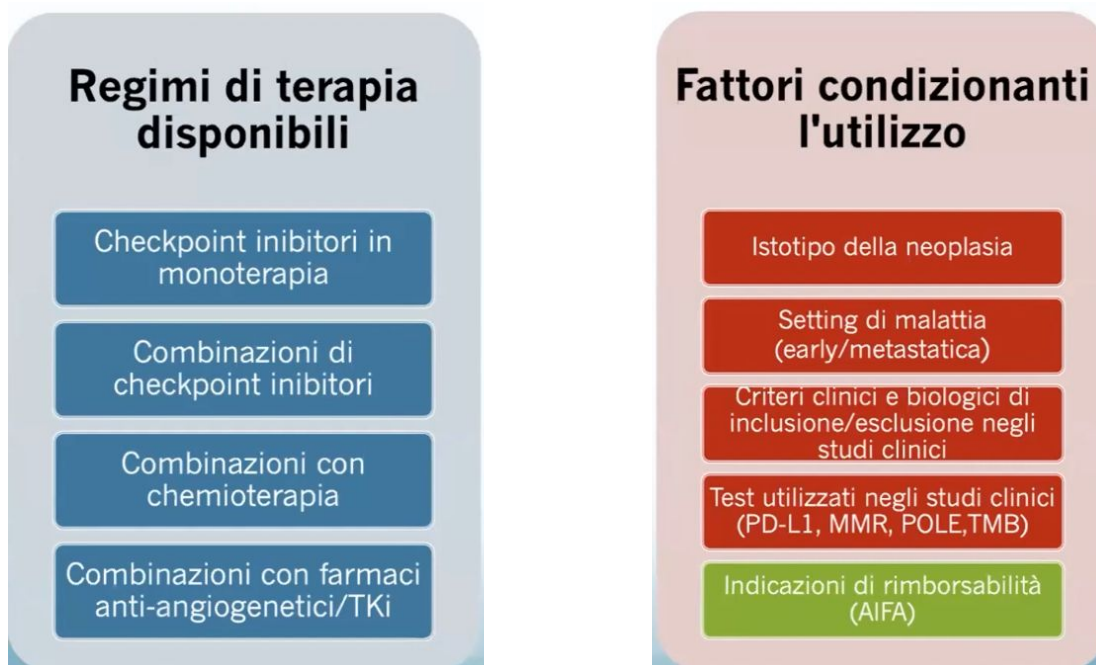 Regimi di terapia
disponibili
Checkpoint inibitori in
monoterapia
Combinazioni di
checkpoint inibitori
Combinazioni con
chemioterapia
Combinazioni con farmaci
anti-angiogenetici/TKi
Fattori condizionanti
l'utilizzo
Istotipo della neoplasia
Setting di malattia
(early/metastatica)
Criteri clinici e biologici di
inclusione/esclusione negli
studi clinici
Test utilizzati negli studi clinici
(PD-L1, MMR, POLE,TMB)
Indicazioni di rimborsabilità
(AIFA)